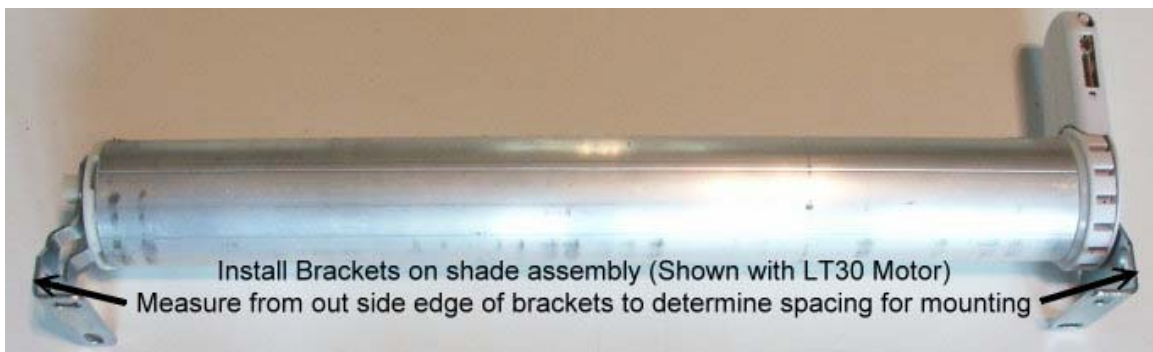 Install Brackets on shade assembly (Shown with LT30 Motor)
Measure from out side edge of brackets to determine spacing for mounting